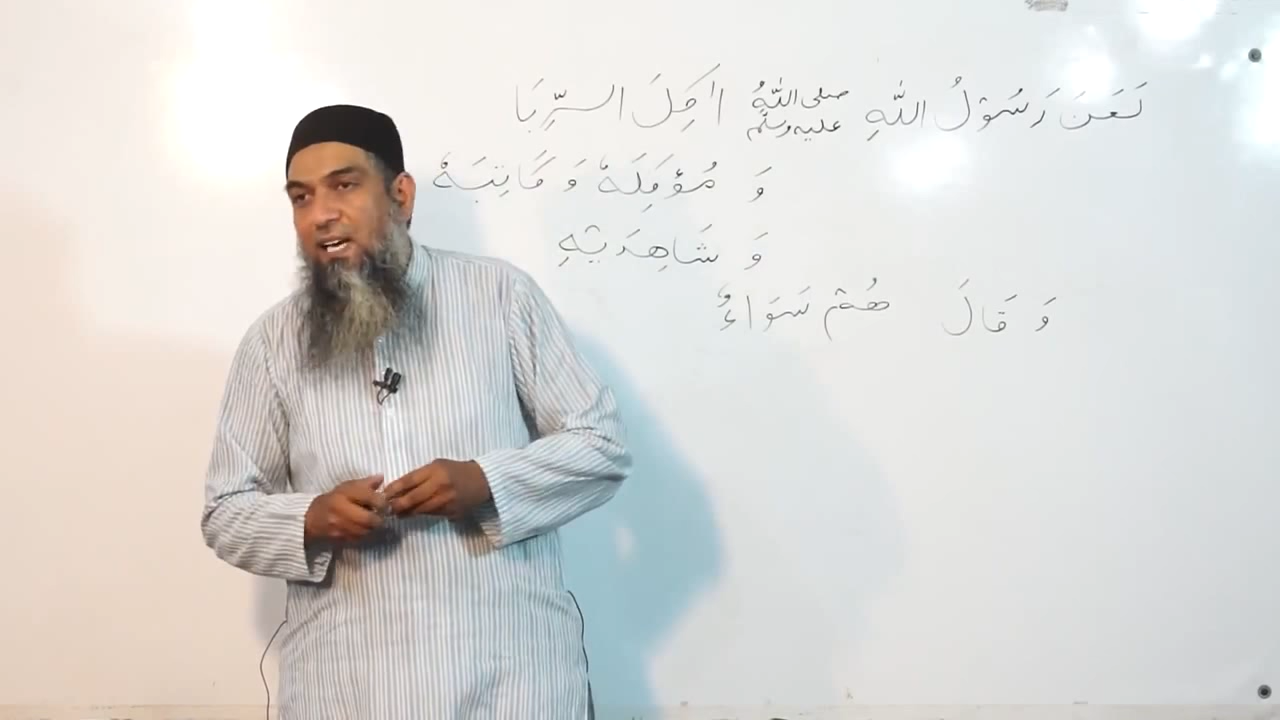 لَعَنَ رَسُوْلُ اللّٰهِ صلى الله عليه وسلم اٰكِلَ الرِّبَا
وَ مُؤْكِلَهٗ وَ كَاتِبَهٗ
وَ شَاهِدَيْهِ
وَ قَالَ هُمْ سَوَاءٌ